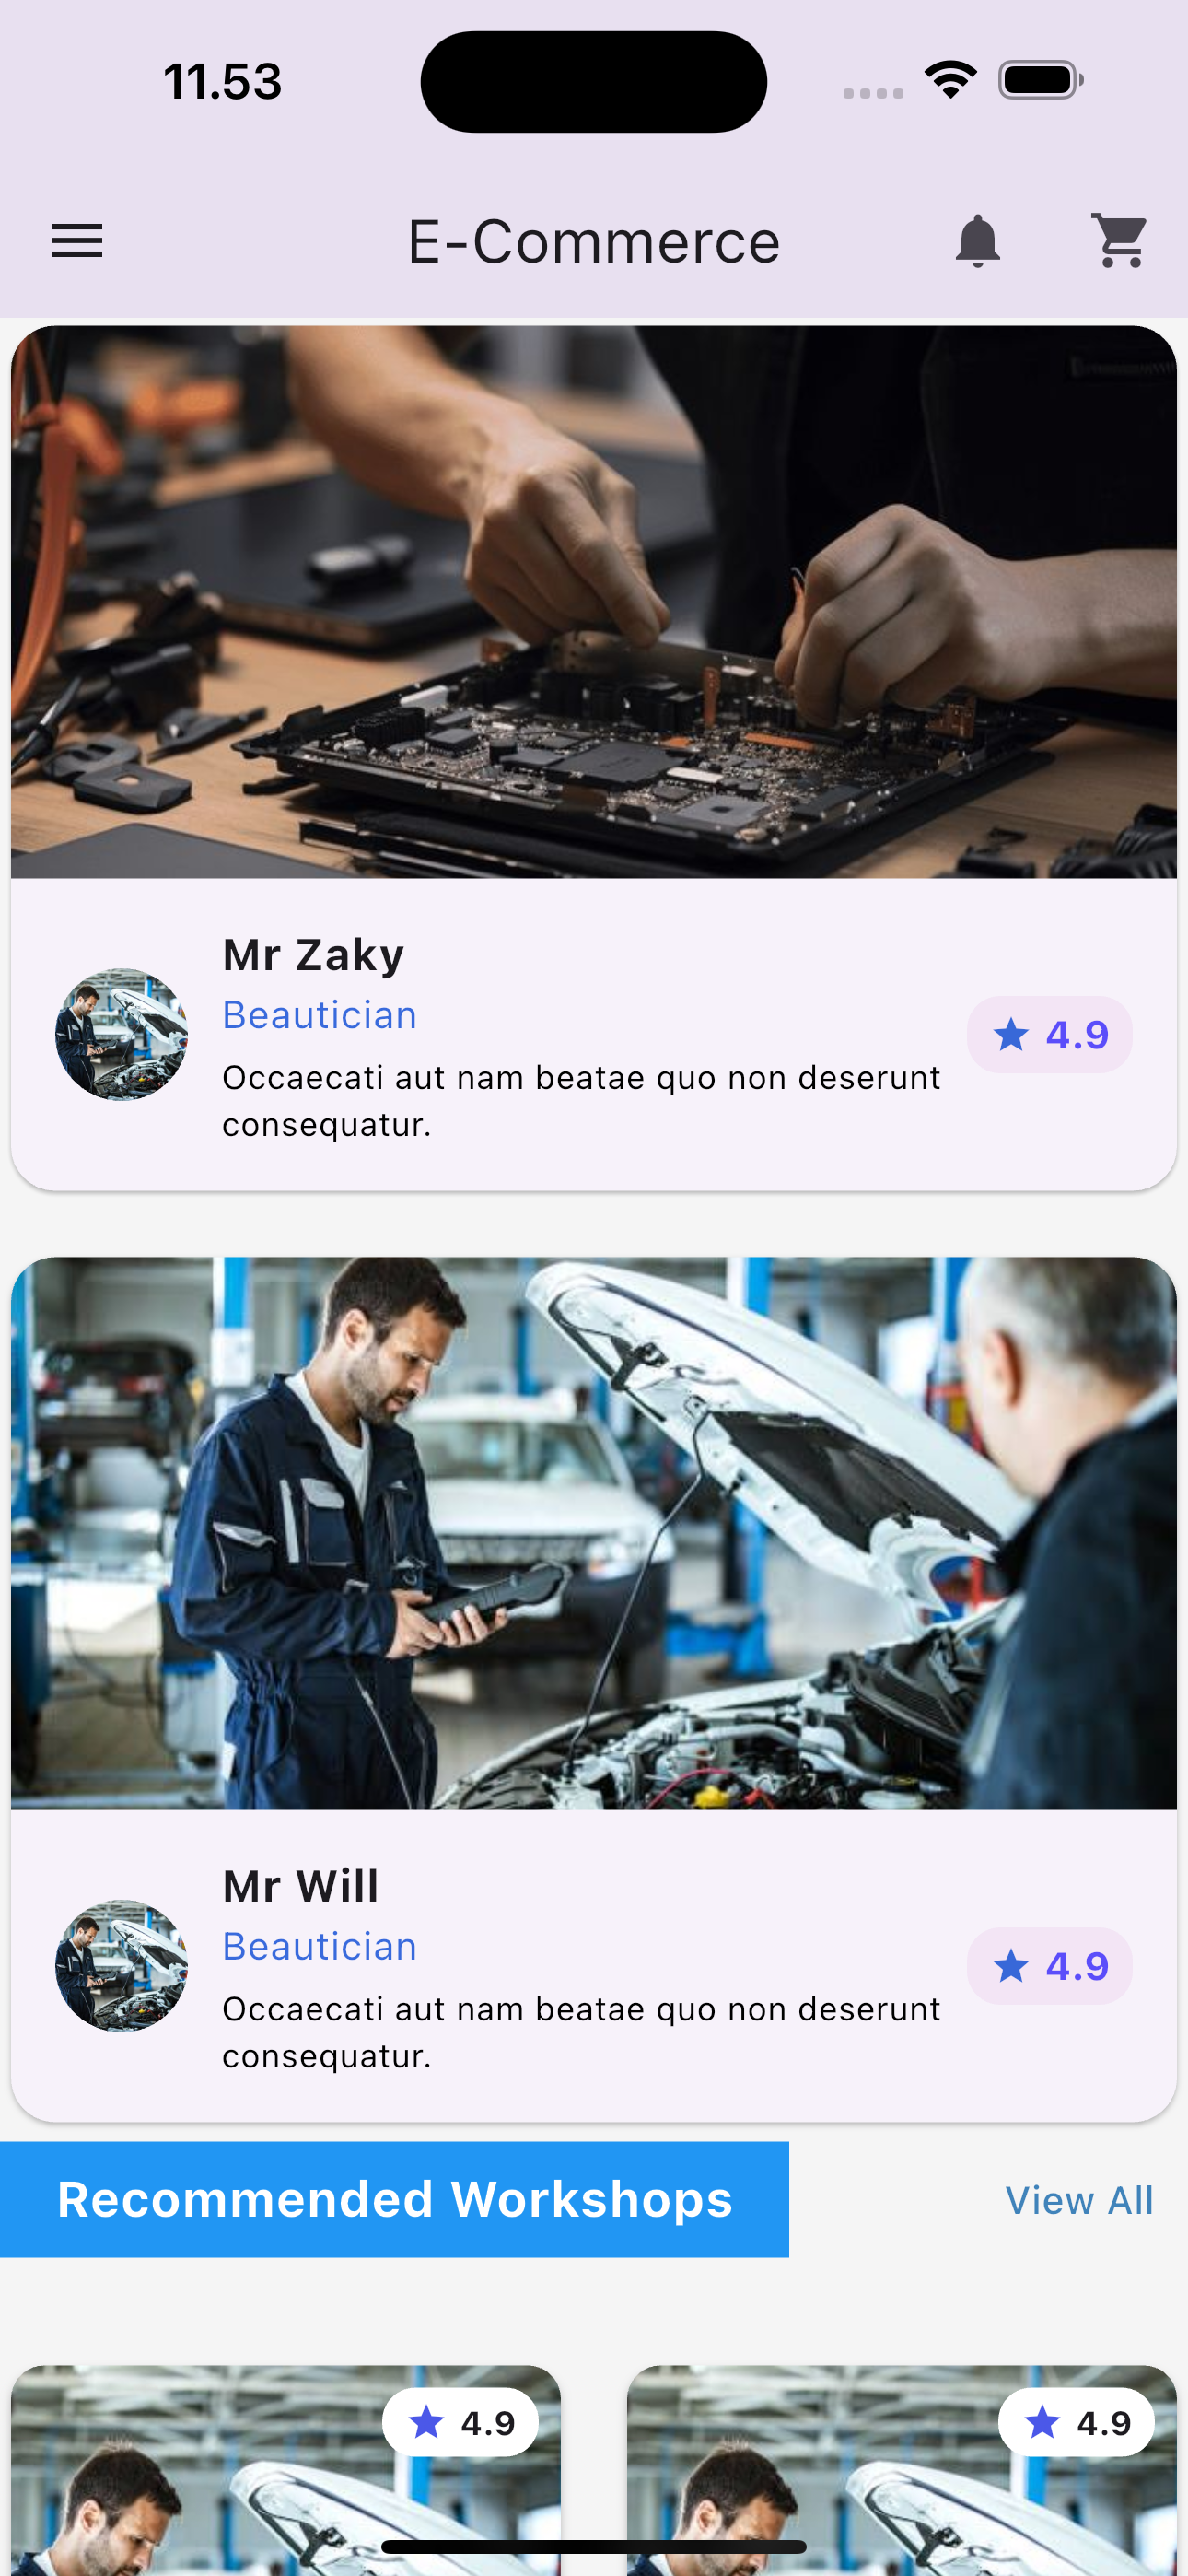 11.53
E-Commerce
Mr Zaky
Beautician
4.9
Occaecati aut nam beatae quo non deserunt
consequatur.
Mr Will
Beautician
4.9
Occaecati aut nam beatae quo non deserunt
consequatur.
Recommended Workshops
View All
4.9
4.9